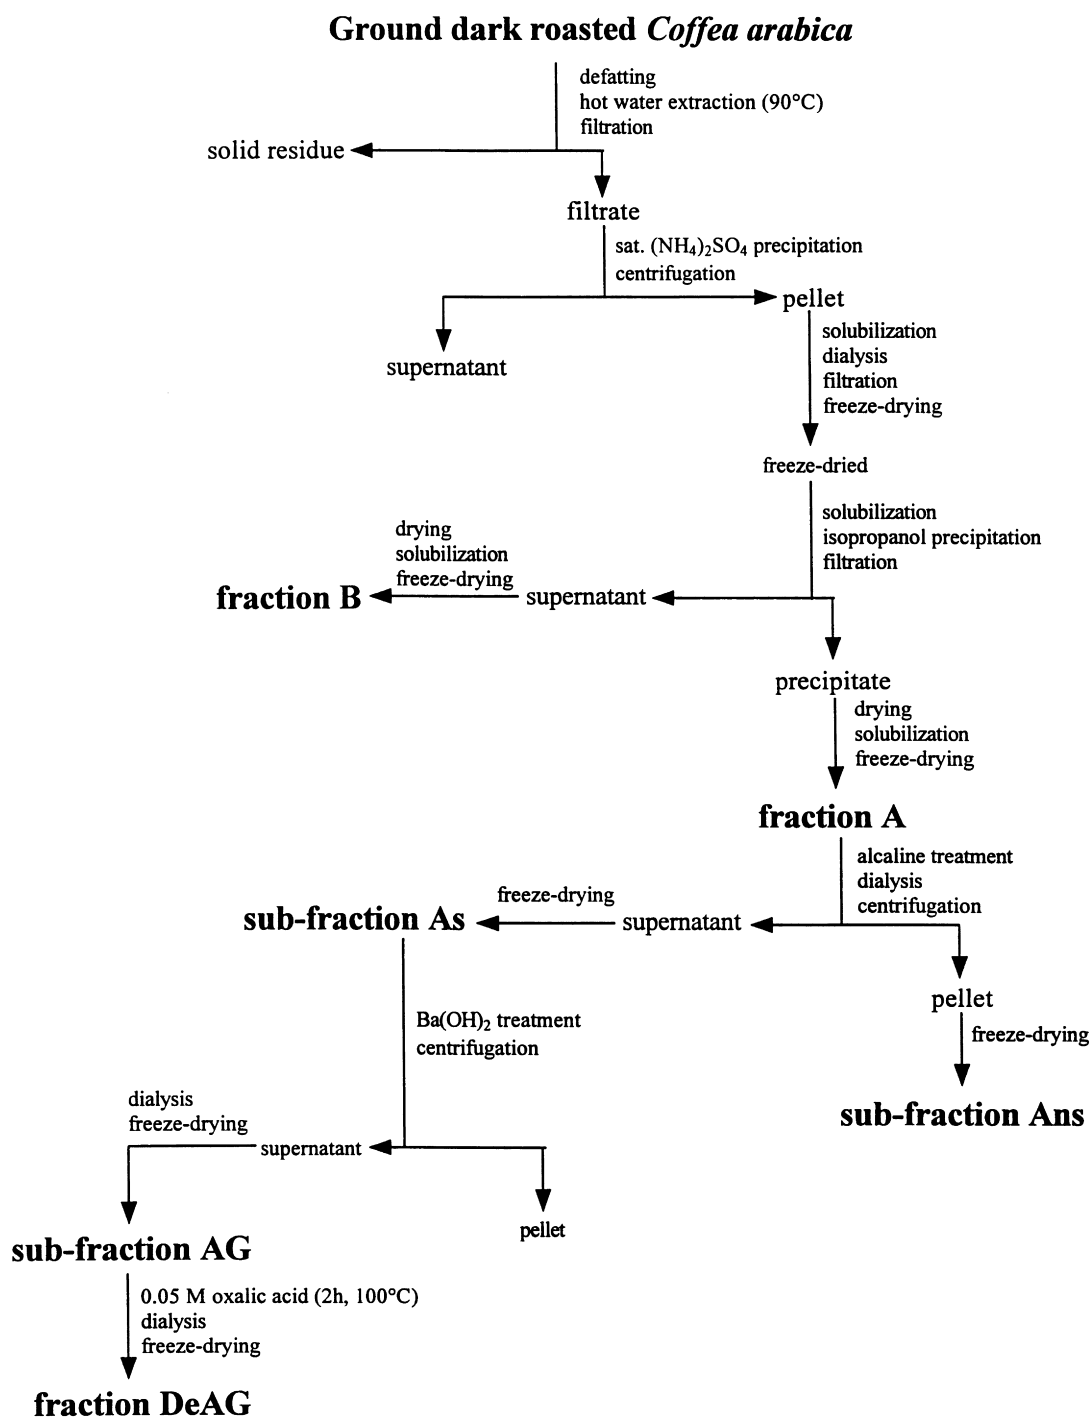 Ground dark roasted Coffea arabica
defatting
hot water extraction (90°C)
filtration
solid residue
filtrate
sat. (NH₄)₂SO₄ precipitation
centrifugation
pellet
supernatant
solubilization
dialysis
filtration
freeze-drying
freeze-dried
solubilization
isopropanol precipitation
filtration
drying
solubilization
freeze-drying
fraction B
supernatant
precipitate
drying
solubilization
freeze-drying
fraction A
alcaline treatment
dialysis
centrifugation
freeze-drying
sub-fraction As
supernatant
pellet
freeze-drying
sub-fraction Ans
Ba(OH)₂ treatment
centrifugation
dialysis
freeze-drying
supernatant
pellet
sub-fraction AG
0.05 M oxalic acid (2h, 100°C)
dialysis
freeze-drying
fraction DeAG